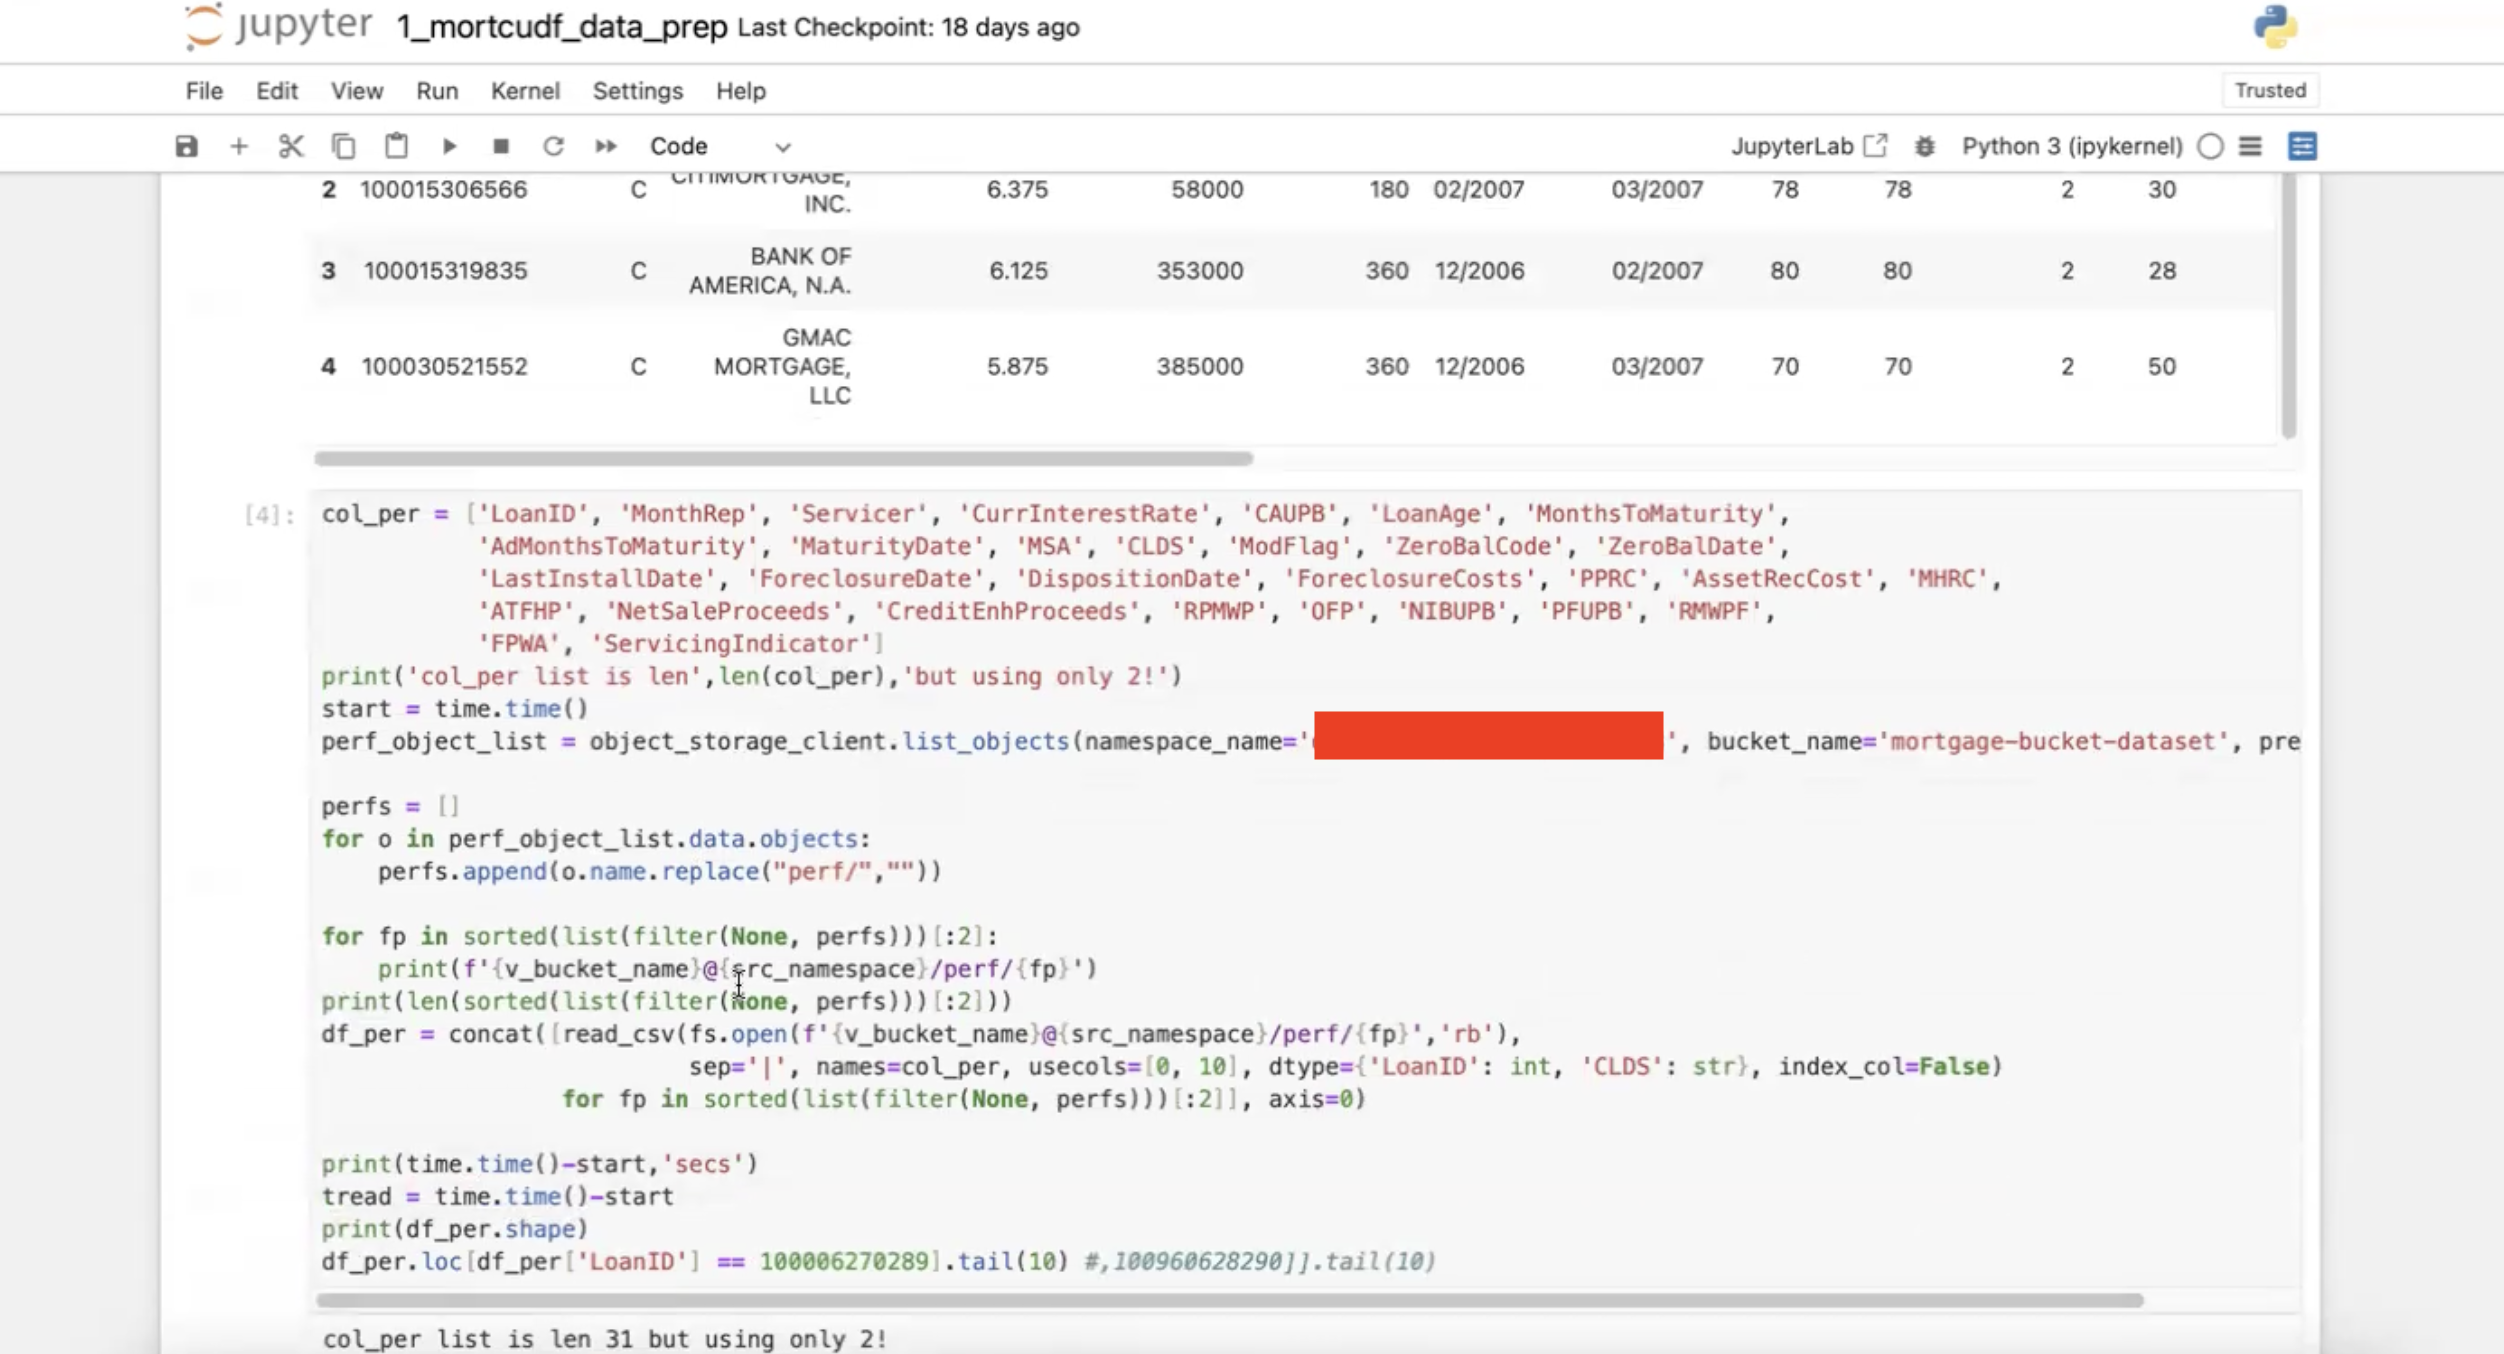 jupyter 1_mortcudf_data_prep Last Checkpoint: 18 days ago
File Edit View Run Kernel Settings Help Trusted
Code JupyterLab Python 3 (ipykernel)
2 100015306566 C CITIMORTGAGE, INC. 6.375 58000 180 02/2007 03/2007 78 78 2 30
3 100015319835 C BANK OF AMERICA, N.A. 6.125 353000 360 12/2006 02/2007 80 80 2 28
4 100030521552 C GMAC MORTGAGE, LLC 5.875 385000 360 12/2006 03/2007 70 70 2 50
[4]: col_per = ['LoanID', 'MonthRep', 'Servicer', 'CurrInterestRate', 'CAUPB', 'LoanAge', 'MonthsToMaturity',
'AdMonthsToMaturity', 'MaturityDate', 'MSA', 'CLDS', 'ModFlag', 'ZeroBalCode', 'ZeroBalDate',
'LastInstallDate', 'ForeclosureDate', 'DispositionDate', 'ForeclosureCosts', 'PPRC', 'AssetRecCost', 'MHRC',
'ATFHP', 'NetSaleProceeds', 'CreditEnhProceeds', 'RPMWP', 'OFP', 'NIBUPB', 'PFUPB', 'RMWPF',
'FPWA', 'ServicingIndicator']
print('col_per list is len',len(col_per),'but using only 2!')
start = time.time()
perf_object_list = object_storage_client.list_objects(namespace_name=' ', bucket_name='mortgage-bucket-dataset', pre
perfs = []
for o in perf_object_list.data.objects:
perfs.append(o.name.replace("perf/",""))
for fp in sorted(list(filter(None, perfs)))[:2]:
print(f'{v_bucket_name}@{src_namespace}/perf/{fp}')
print(len(sorted(list(filter(None, perfs)))[:2]))
df_per = concat([read_csv(fs.open(f'{v_bucket_name}@{src_namespace}/perf/{fp}','rb'),
sep='|', names=col_per, usecols=[0, 10], dtype={'LoanID': int, 'CLDS': str}, index_col=False)
for fp in sorted(list(filter(None, perfs)))[:2]], axis=0)
print(time.time()-start,'secs')
tread = time.time()-start
print(df_per.shape)
df_per.loc[df_per['LoanID'] == 100006270289].tail(10) #,100960628290]].tail(10)
col_per list is len 31 but using only 2!